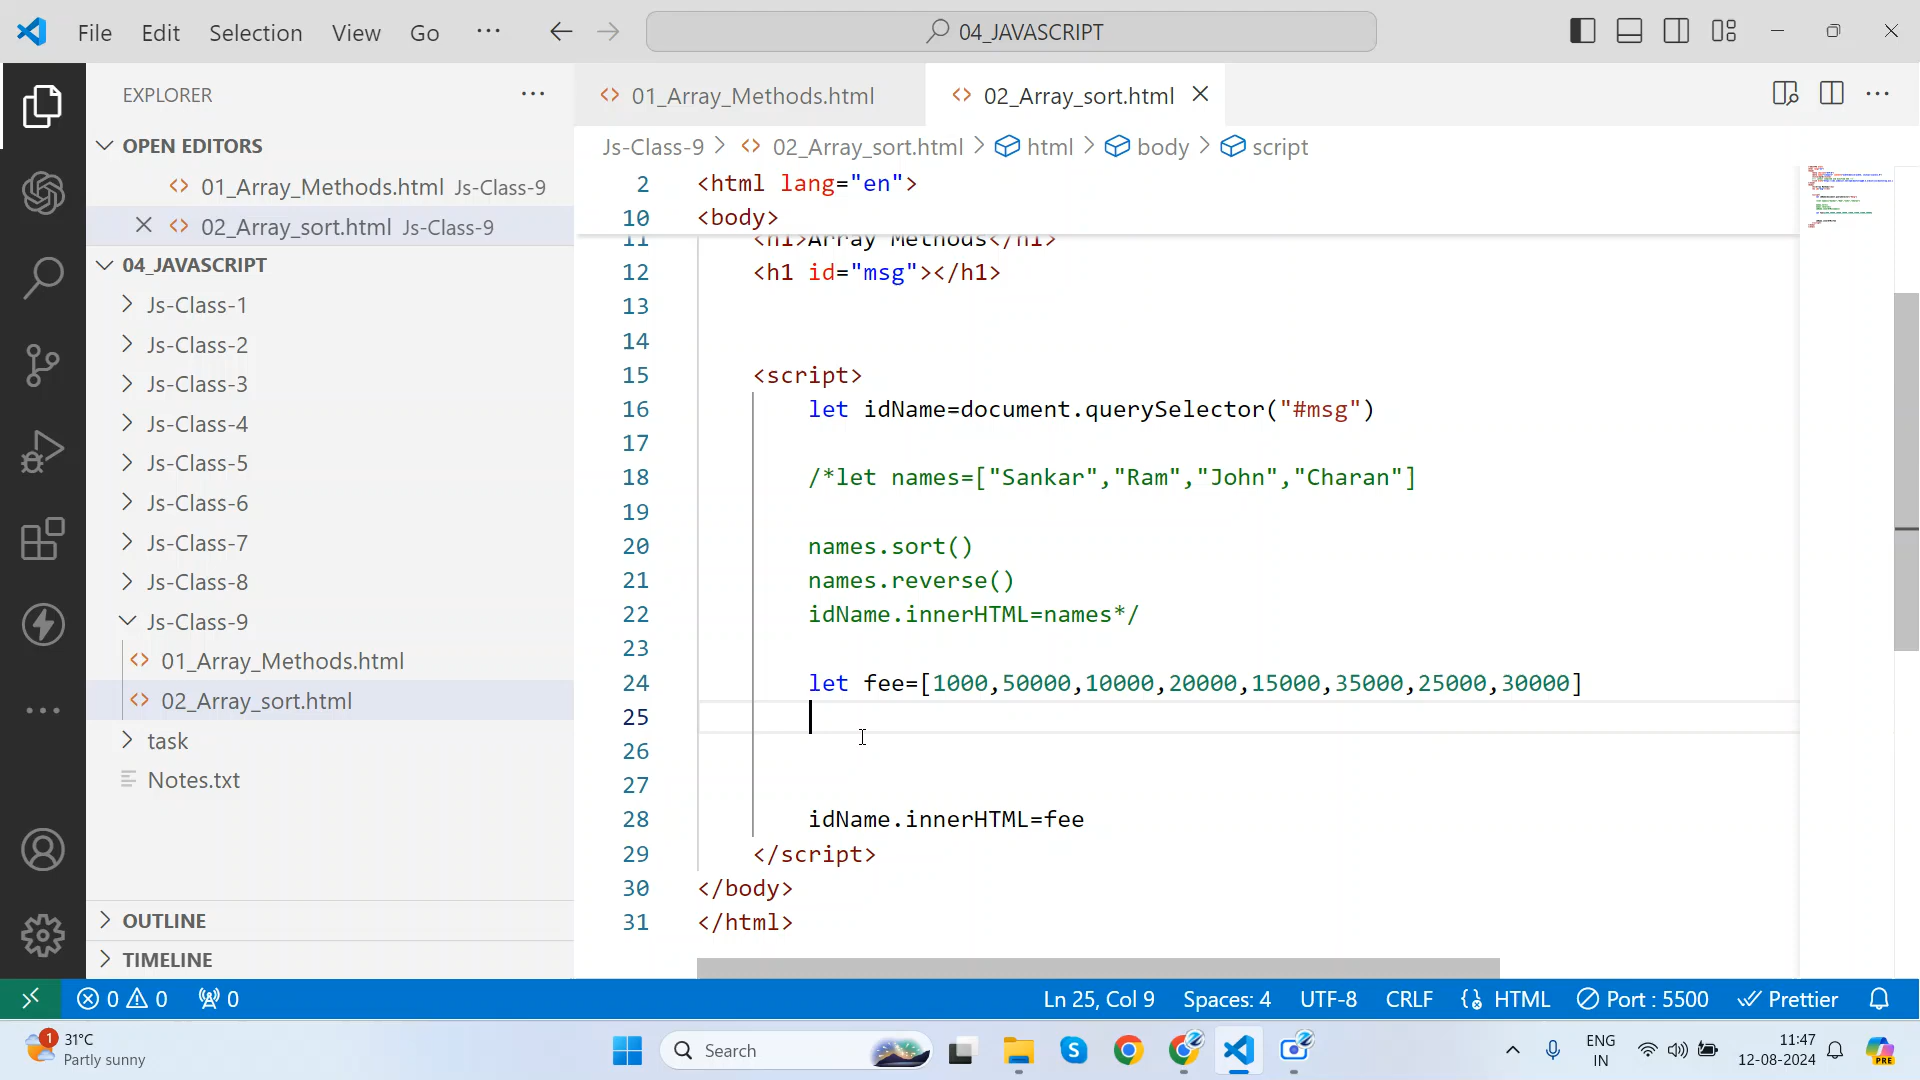 File Edit Selection View Go ··· 04_JAVASCRIPT
EXPLORER ···
OPEN EDITORS
01_Array_Methods.html Js-Class-9
02_Array_sort.html Js-Class-9
04_JAVASCRIPT
Js-Class-1
Js-Class-2
Js-Class-3
Js-Class-4
Js-Class-5
Js-Class-6
Js-Class-7
Js-Class-8
Js-Class-9
01_Array_Methods.html
02_Array_sort.html
task
Notes.txt
OUTLINE
TIMELINE
01_Array_Methods.html 02_Array_sort.html
Js-Class-9 > 02_Array_sort.html > html > body > script
2 <html lang="en">
10 <body>
11 <h1>Array Methods</h1>
12 <h1 id="msg"></h1>
13
14
15 <script>
16 let idName=document.querySelector("#msg")
17
18 /*let names=["Sankar","Ram","John","Charan"]
19
20 names.sort()
21 names.reverse()
22 idName.innerHTML=names*/
23
24 let fee=[1000,50000,10000,20000,15000,35000,25000,30000]
25
26
27
28 idName.innerHTML=fee
29 </script>
30 </body>
31 </html>
0 0 0 Ln 25, Col 9 Spaces: 4 UTF-8 CRLF HTML Port : 5500 Prettier
1 31°C
Partly sunny
Search
ENG
IN
11:47
12-08-2024
PRE